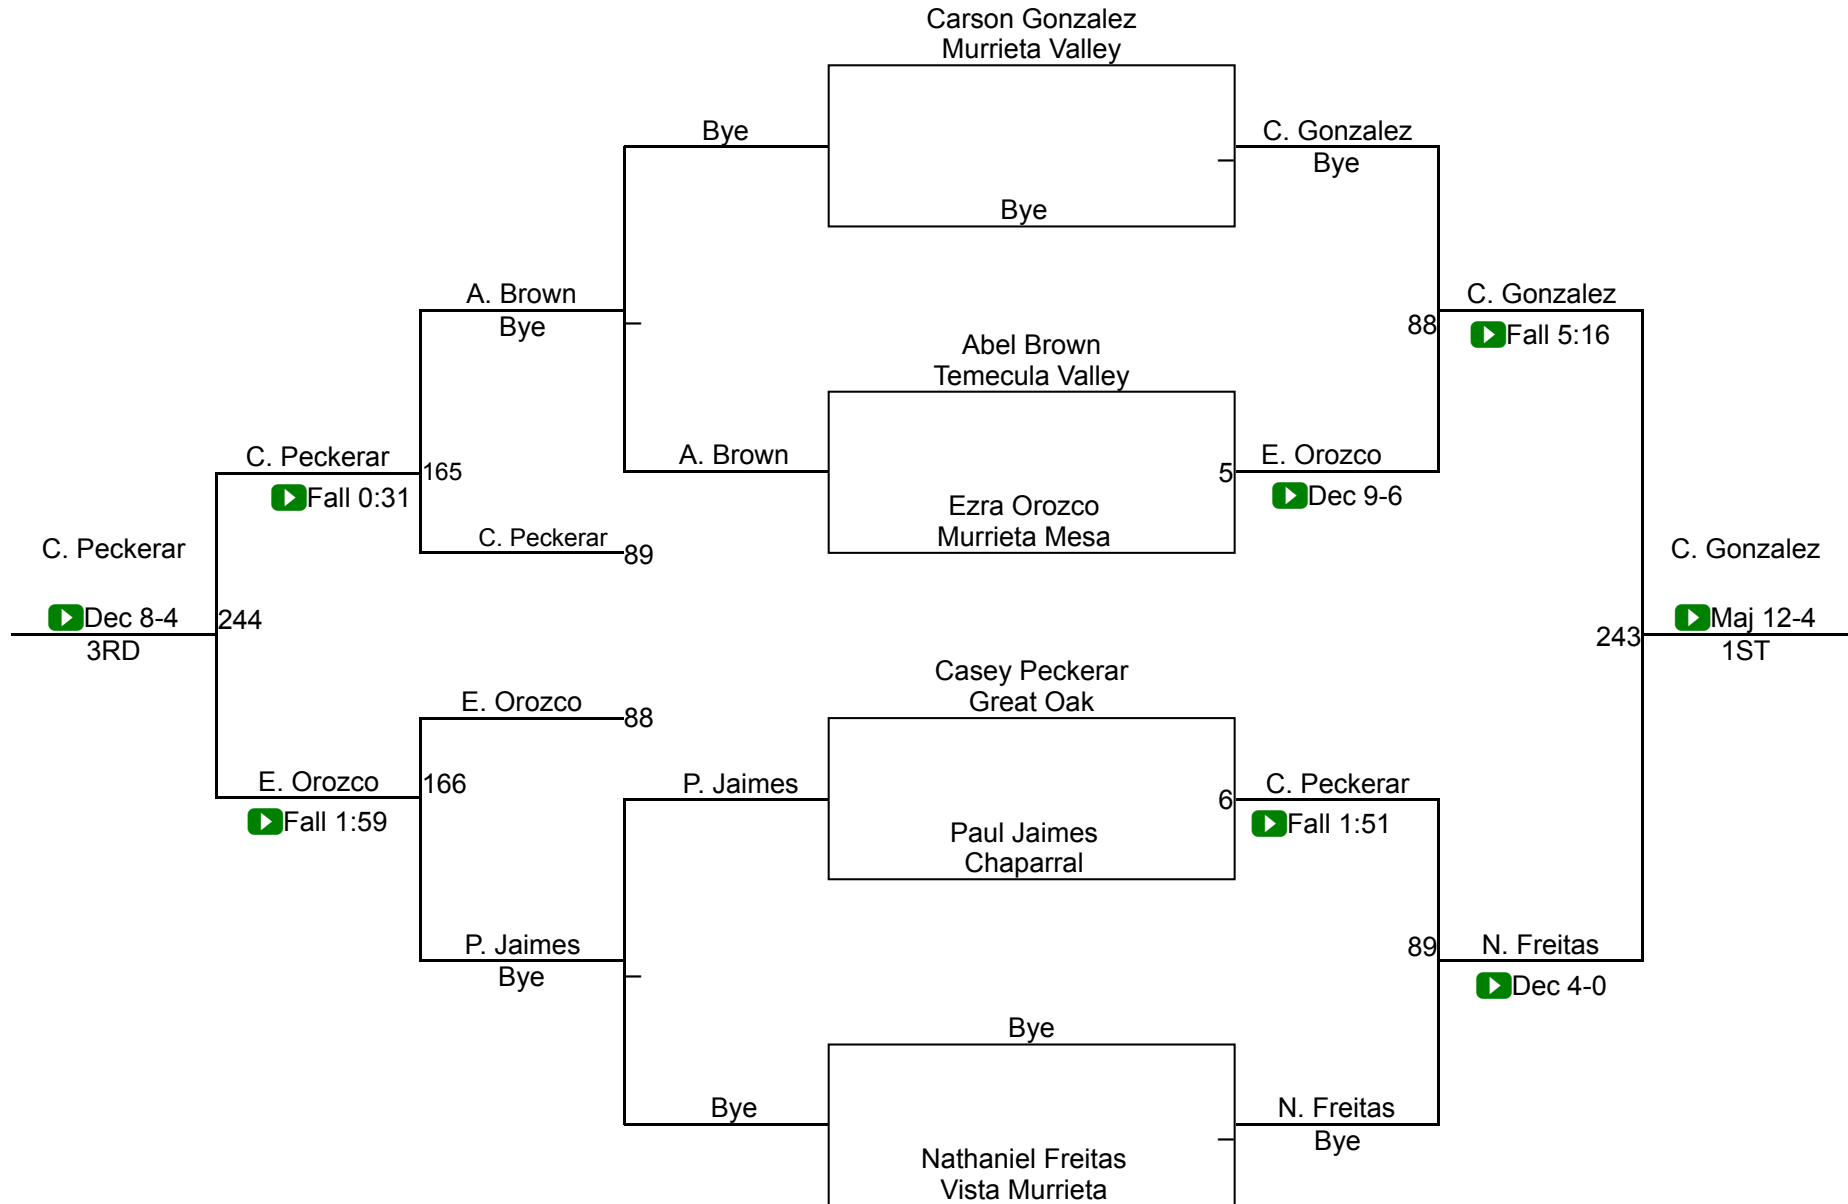 Carson Gonzalez
Murrieta Valley
Bye
C. Gonzalez
Bye
Bye
A. Brown
Bye
C. Gonzalez
88
Fall 5:16
Abel Brown
Temecula Valley
C. Peckerar
165
Fall 0:31
A. Brown
5
E. Orozco
Dec 9-6
Ezra Orozco
Murrieta Mesa
C. Peckerar
89
C. Peckerar
Dec 8-4
244
3RD
C. Gonzalez
243
Maj 12-4
1ST
Casey Peckerar
Great Oak
E. Orozco
88
E. Orozco
166
Fall 1:59
P. Jaimes
6
C. Peckerar
Fall 1:51
Paul Jaimes
Chaparral
P. Jaimes
Bye
89
N. Freitas
Dec 4-0
Bye
Bye
N. Freitas
Bye
Nathaniel Freitas
Vista Murrieta